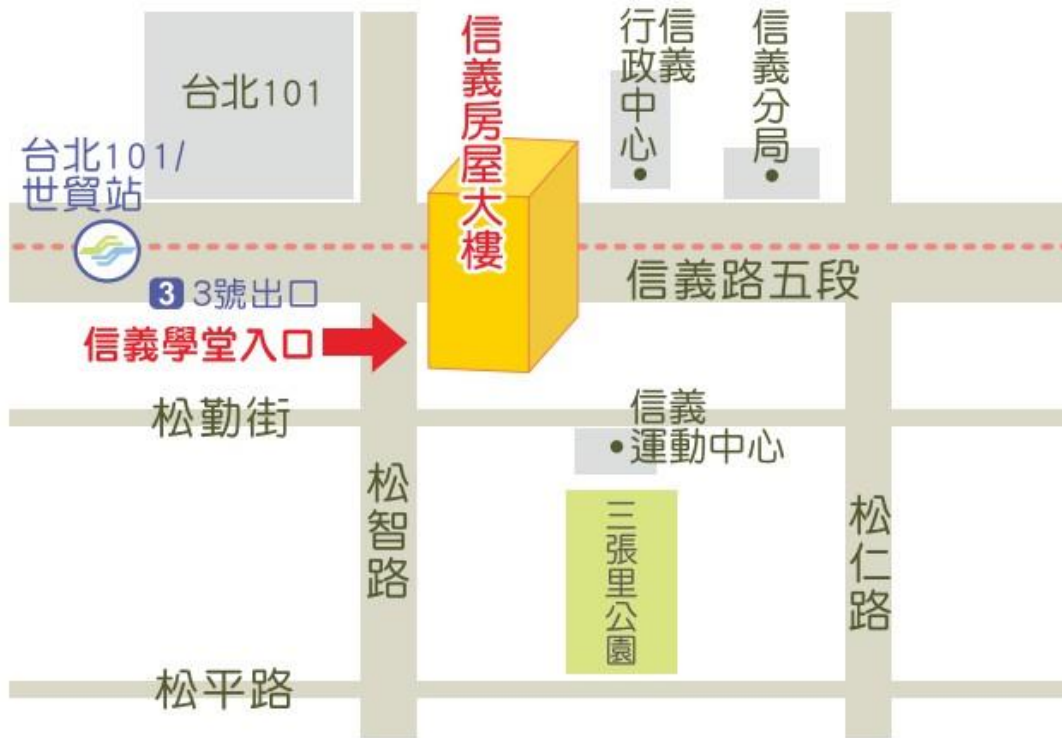 台北101
信義房屋大樓
信義
行政中心
信義分局
台北101/
世貿站
3 3號出口
信義路五段
信義學堂入口
松勤街
信義
運動中心
松智路
三張里公園
松仁路
松平路